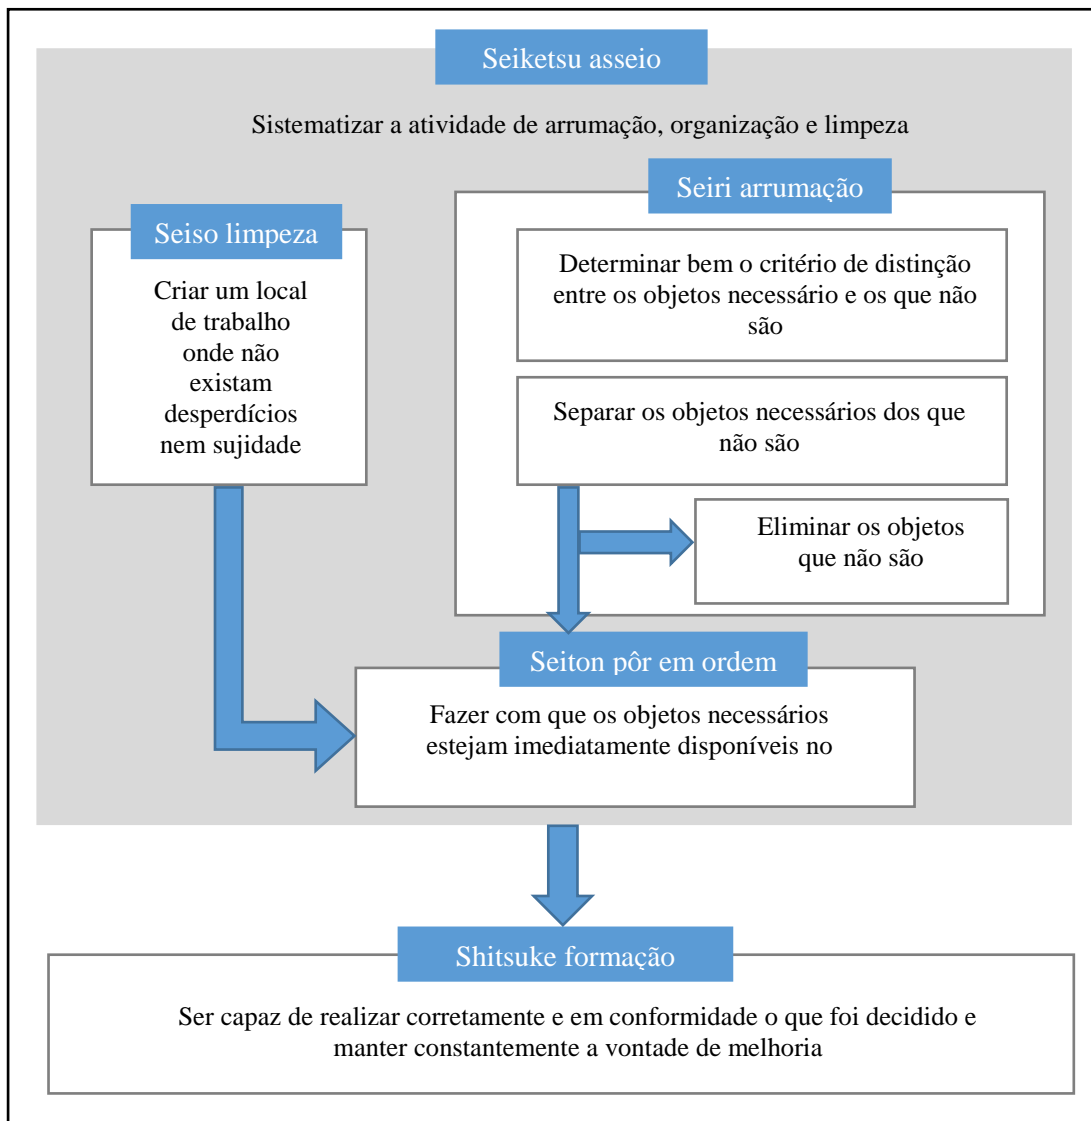 Seiketsu asseio
Sistematizar a atividade de arrumação, organização e limpeza
Seiso limpeza
Criar um local
de trabalho
onde não
existam
desperdícios
nem sujidade
Seiri arrumação
Determinar bem o critério de distinção
entre os objetos necessário e os que não
são
Separar os objetos necessários dos que
não são
Eliminar os objetos
que não são
Seiton pôr em ordem
Fazer com que os objetos necessários
estejam imediatamente disponíveis no
Shitsuke formação
Ser capaz de realizar corretamente e em conformidade o que foi decidido e
manter constantemente a vontade de melhoria